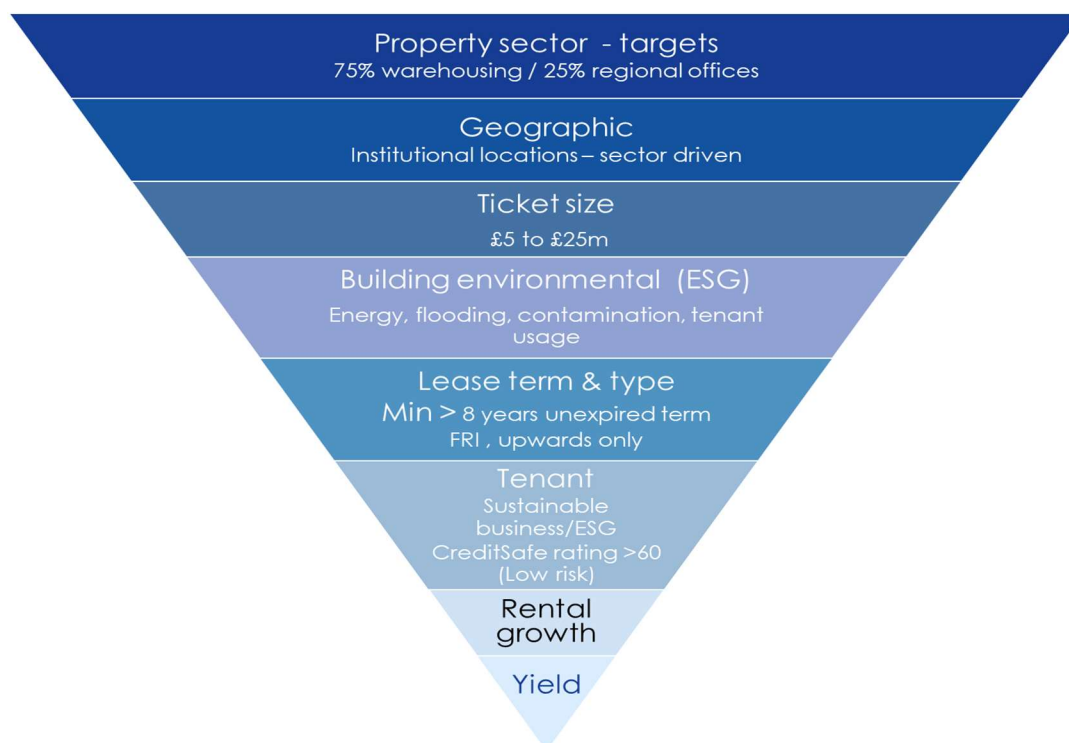 Property sector - targets
75% warehousing / 25% regional offices
Geographic
Institutional locations – sector driven
Ticket size
£5 to £25m
Building environmental (ESG)
Energy, flooding, contamination, tenant
usage
Lease term & type
Min > 8 years unexpired term
FRI , upwards only
Tenant
Sustainable
business/ESG
CreditSafe rating >60
(Low risk)
Rental
growth
Yield